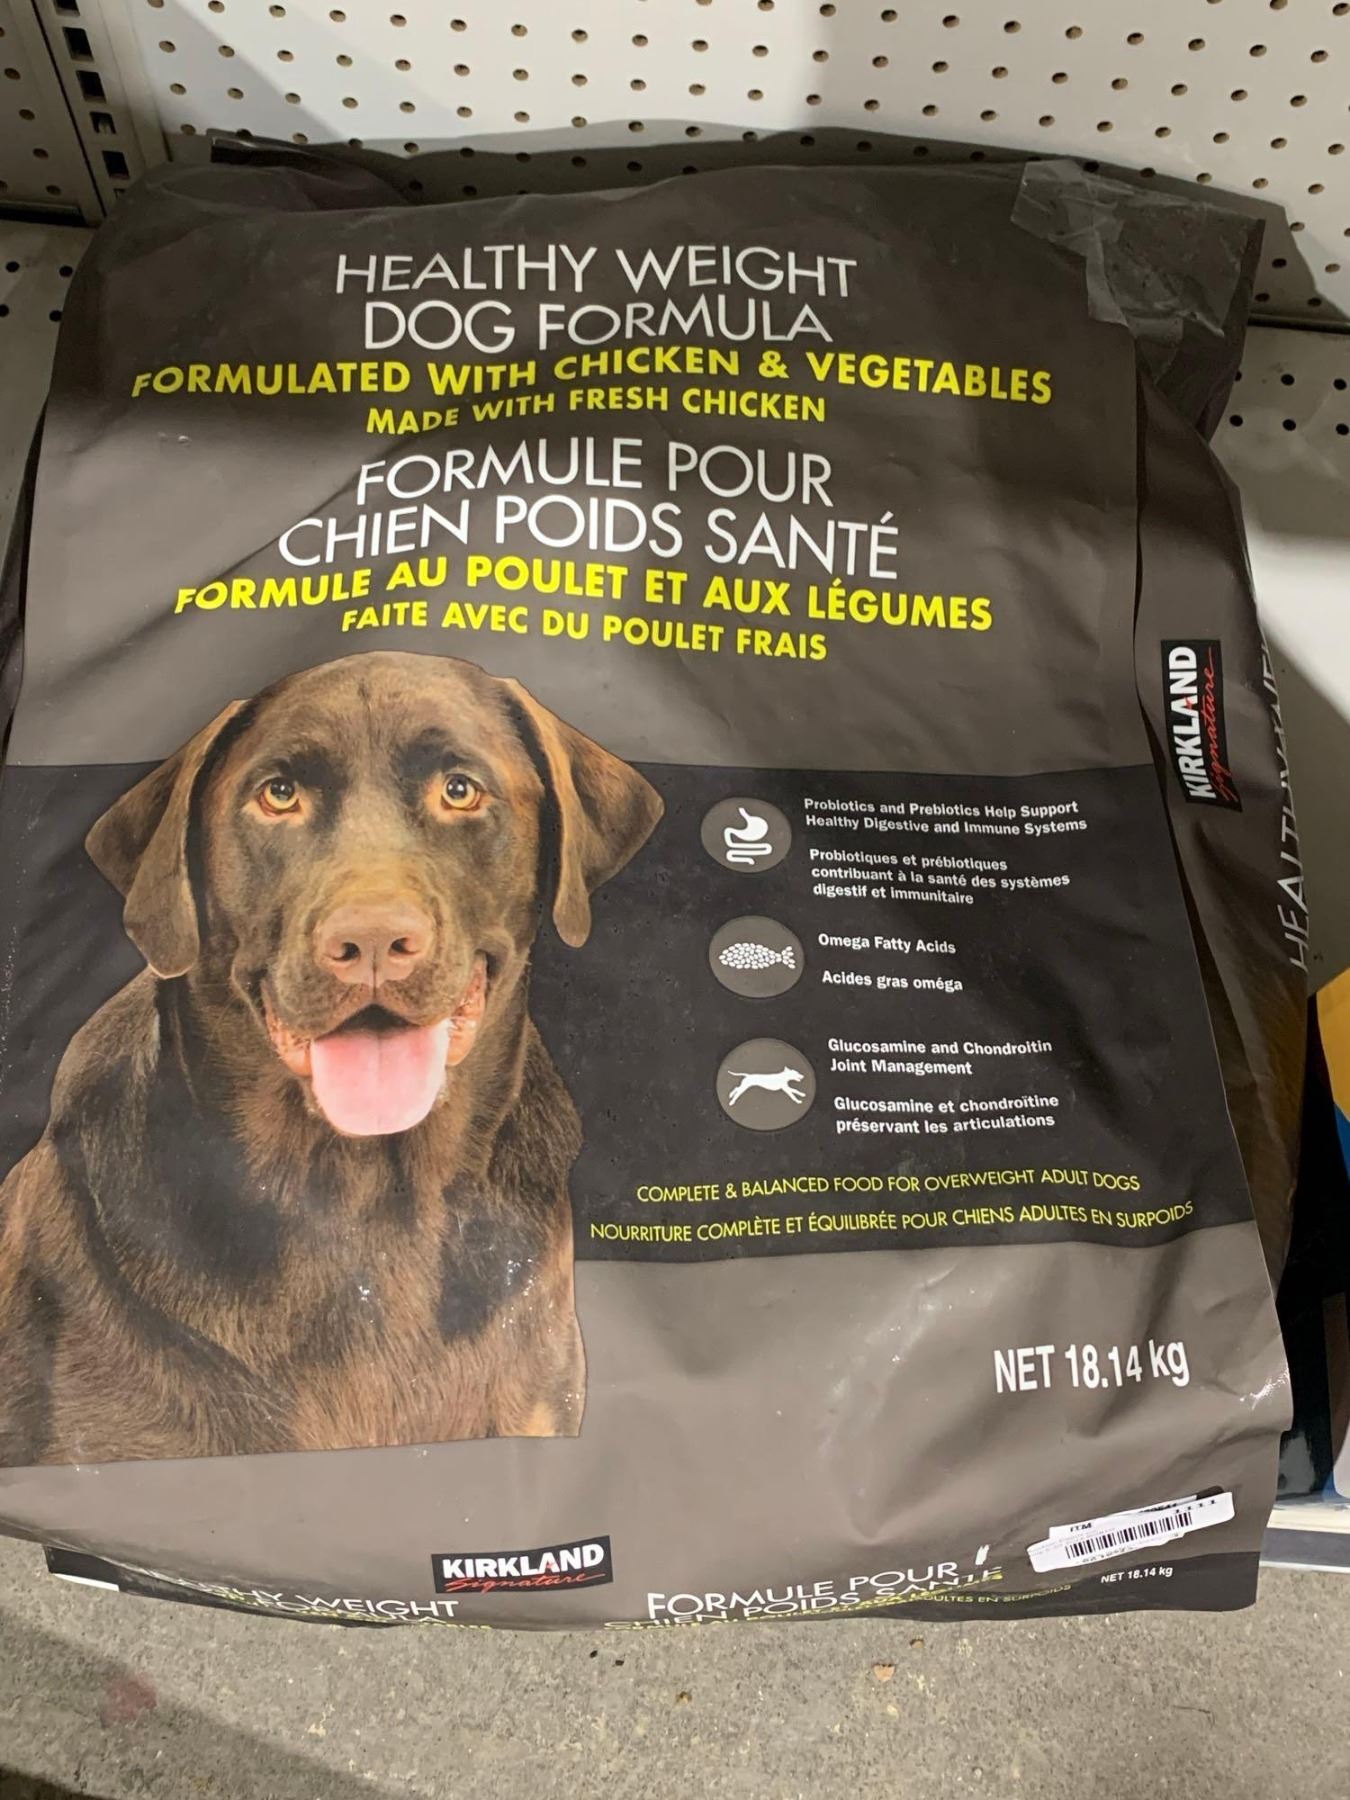 HEALTHY WEIGHT
DOG FORMULA
FORMULATED WITH CHICKEN & VEGETABLES
MADE WITH FRESH CHICKEN
FORMULE POUR
CHIEN POIDS SANTÉ
FORMULE AU POULET ET AUX LÉGUMES
FAITE AVEC DU POULET FRAIS
KIRKLAND
Signature
Probiotics and Prebiotics Help Support
Healthy Digestive and Immune Systems
Probiotiques et prébiotiques
contribuant à la santé des systèmes
digestif et immunitaire
Omega Fatty Acids
Acides gras oméga
Glucosamine and Chondroitin
Joint Management
Glucosamine et chondroïtine
préservant les articulations
COMPLETE & BALANCED FOOD FOR OVERWEIGHT ADULT DOGS
NOURRITURE COMPLÈTE ET ÉQUILIBRÉE POUR CHIENS ADULTES EN SURPOIDS
NET 18.14 kg
ITM
KIRKLAND
Signature
WEIGHT
FORMULE POUR
CHIEN POIDS SANTÉ
NET 18.14 kg